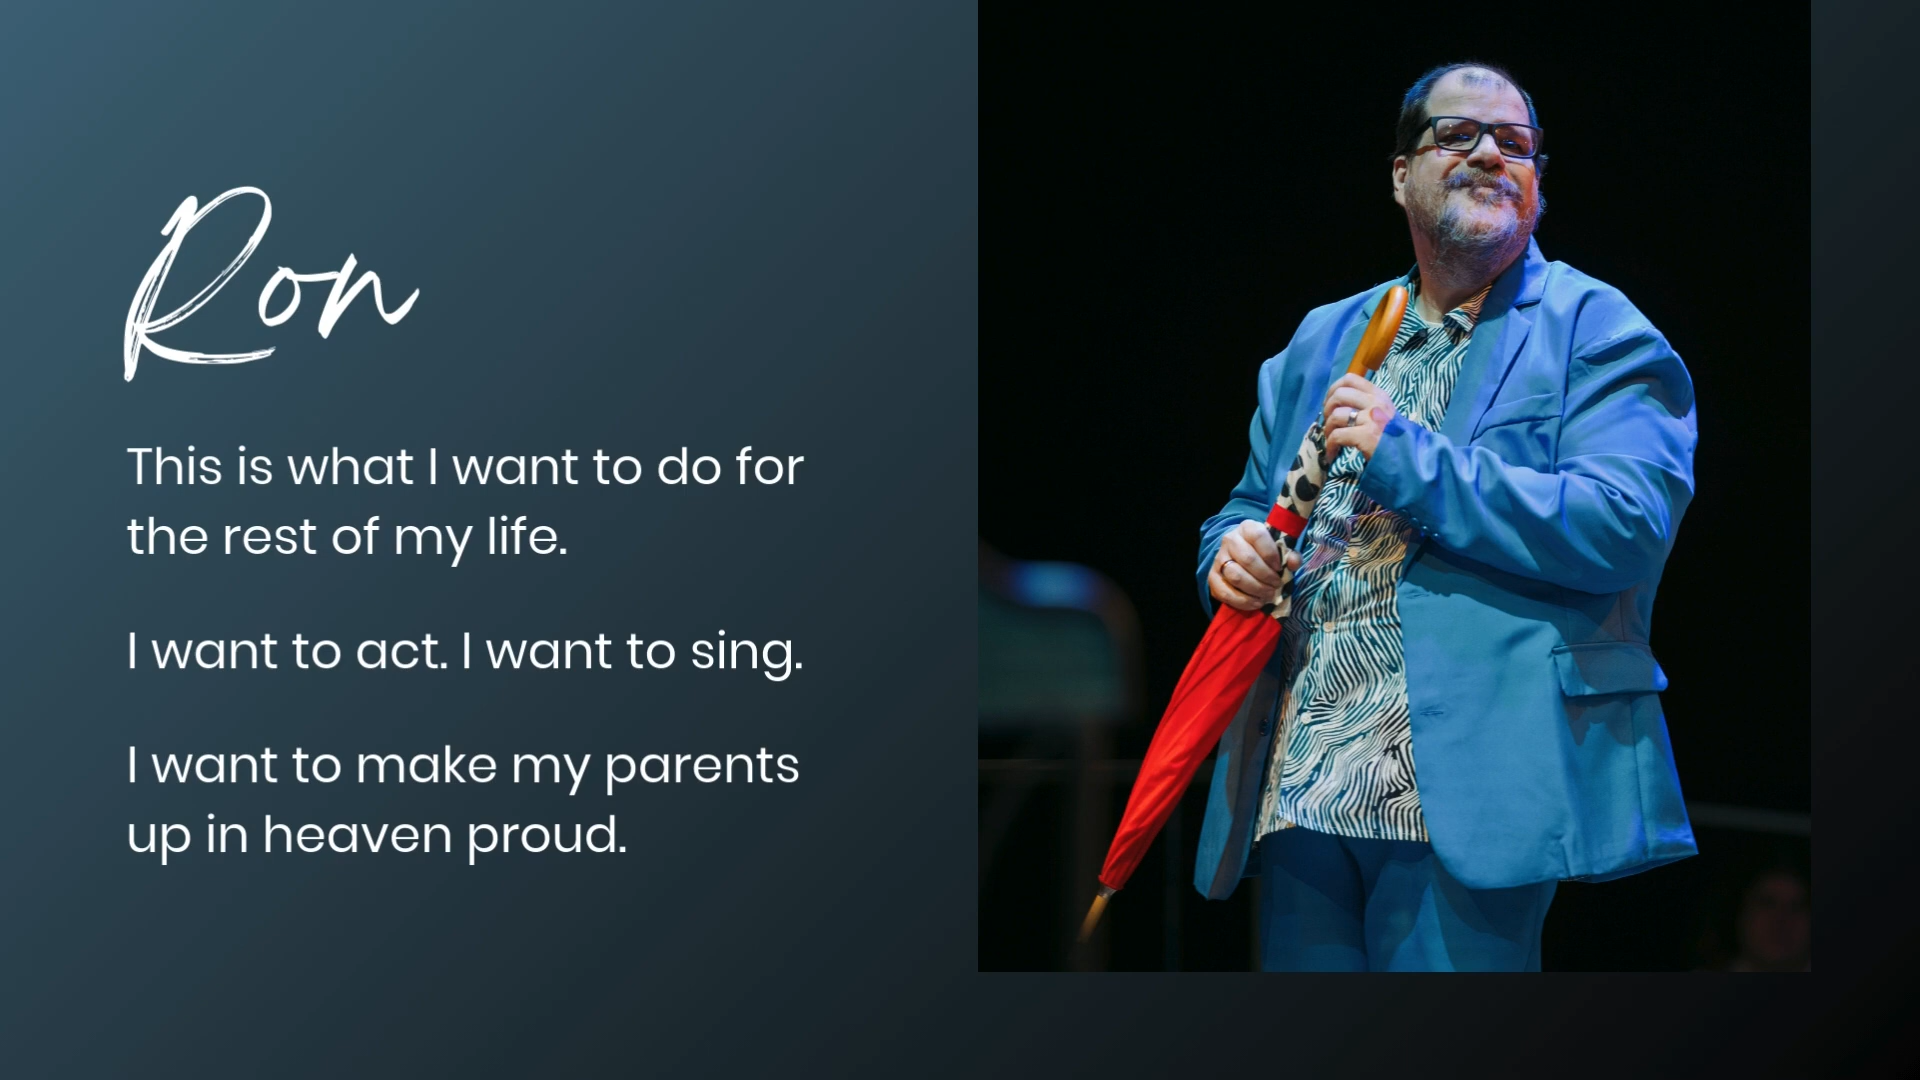 Ron
This is what I want to do for
the rest of my life.
I want to act. I want to sing.
I want to make my parents
up in heaven proud.